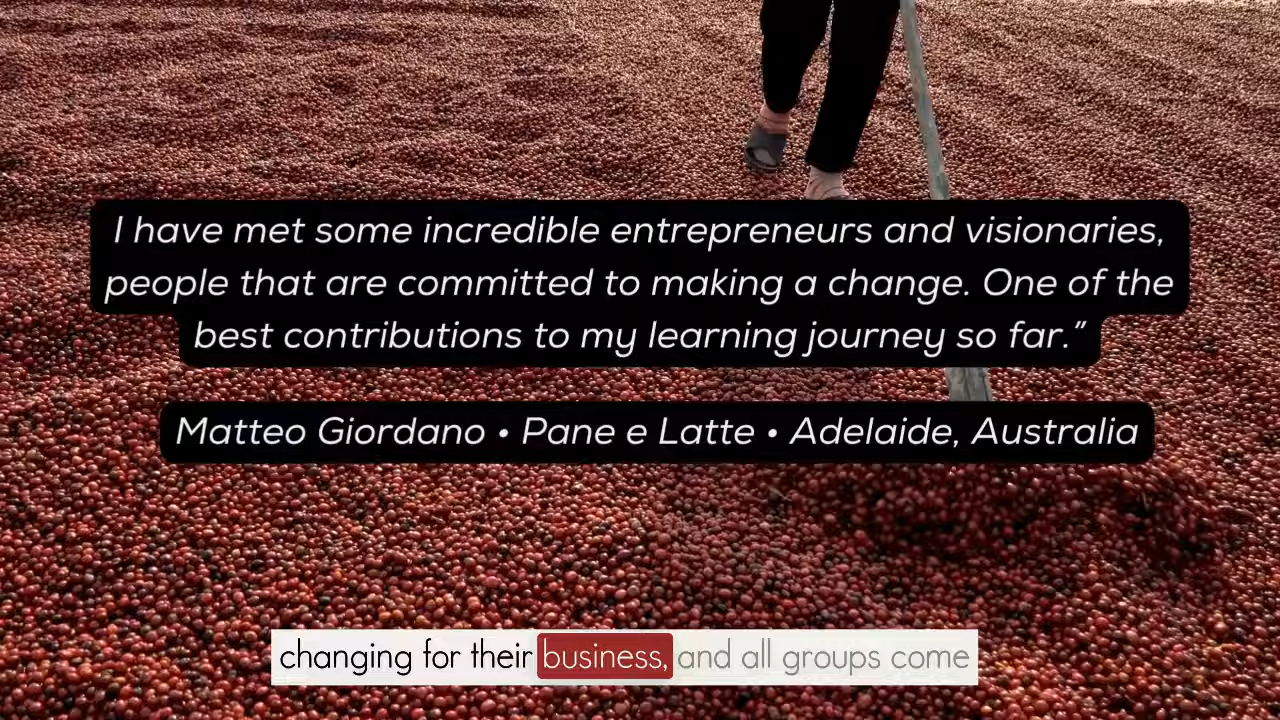 I have met some incredible entrepreneurs and visionaries,
people that are committed to making a change. One of the
best contributions to my learning journey so far.”
Matteo Giordano • Pane e Latte • Adelaide, Australia
changing for their business, and all groups come